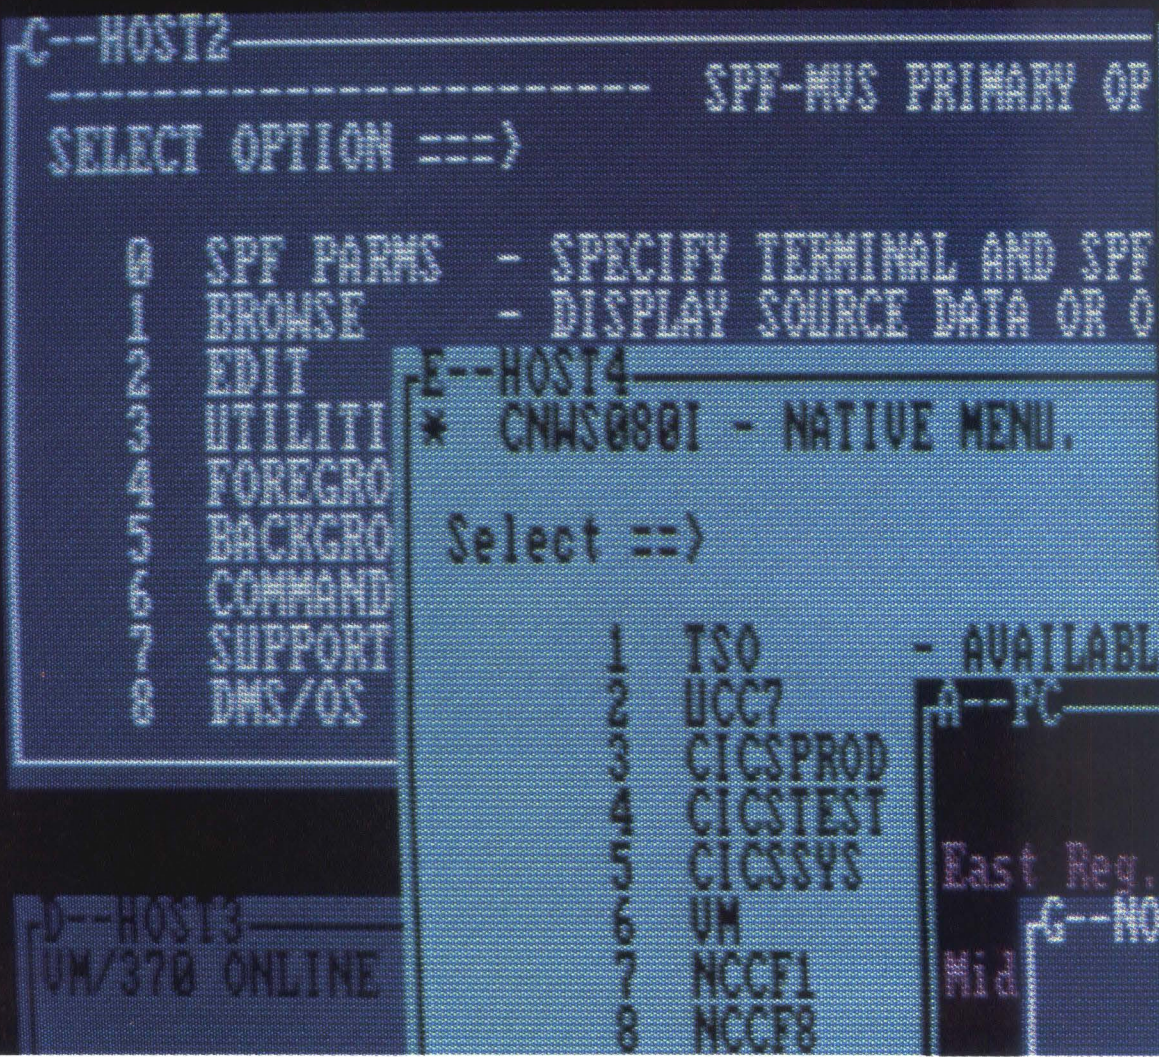 C--HOST2
---------------------------- SPF-MVS PRIMARY OP
SELECT OPTION ===>
0 SPF PARMS - SPECIFY TERMINAL AND SPF
1 BROWSE - DISPLAY SOURCE DATA OR O
2 EDIT
3 UTILITI
4 FOREGRO
5 BACKGRO
6 COMMAND
7 SUPPORT
8 DMS/OS
E--HOST4
* CNWS080I - NATIVE MENU.
Select ==>
1 TSO - AVAILABL
2 UCC7
3 CICSPROD
4 CICSTEST
5 CICSSYS
6 VM
7 NCCF1
8 NCCF8
A--PC
East Reg.
Mid
G--NO
D--HOST3
VM/370 ONLINE